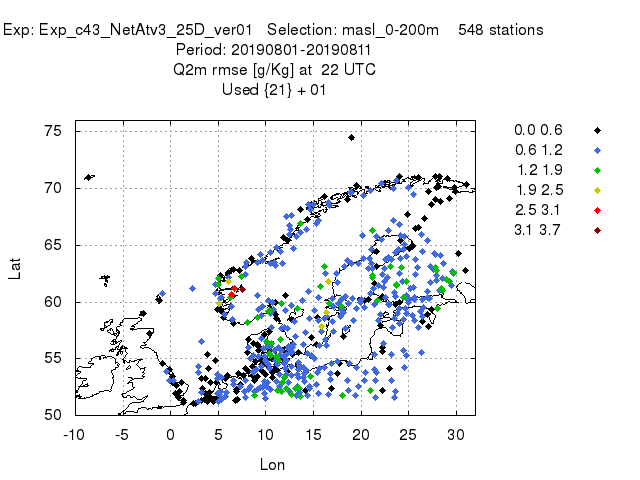 Exp: Exp_c43_NetAtv3_25D_ver01 Selection: masl_0-200m 548 stations
Period: 20190801-20190811
Q2m rmse [g/Kg] at 22 UTC
Used {21} + 01
75
70
65
60
55
50
-10 -5 0 5 10 15 20 25 30
Lat
Lon
0.0 0.6
0.6 1.2
1.2 1.9
1.9 2.5
2.5 3.1
3.1 3.7